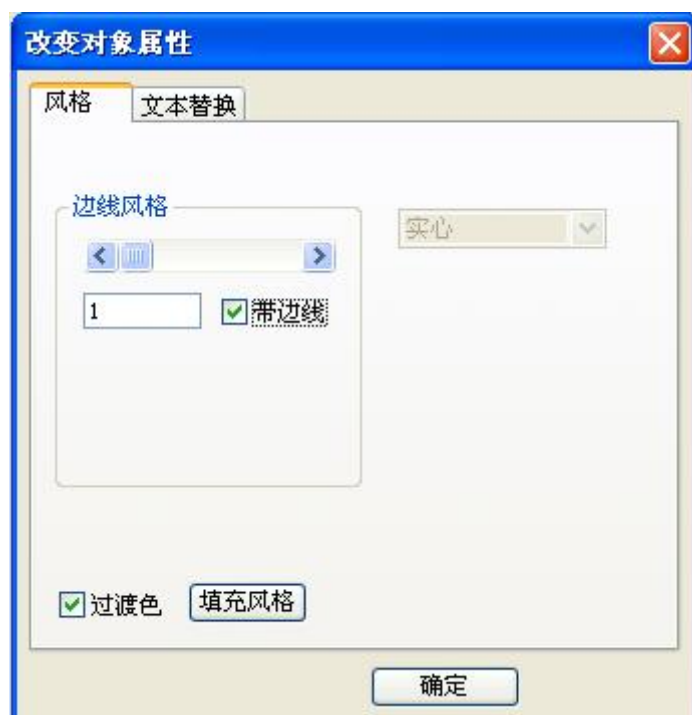 改变对象属性
风格 文本替换
边线风格
实心
1 带边线
过渡色 填充风格
确定